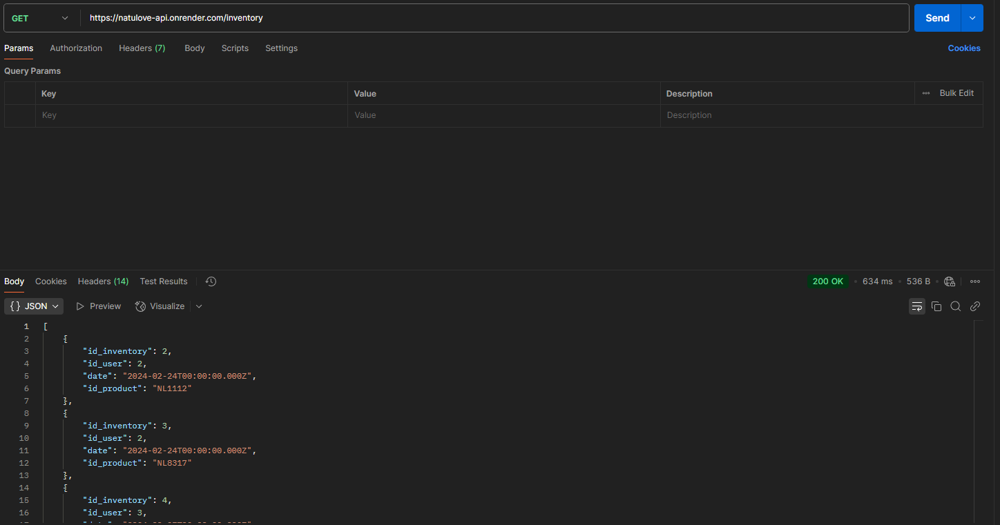 GET https://natulove-api.onrender.com/inventory Send
Params Authorization Headers (7) Body Scripts Settings Cookies
Query Params
Key Value Description Bulk Edit
Key Value Description
Body Cookies Headers (14) Test Results 200 OK 634 ms 536 B
{} JSON Preview Visualize
1 [
2 {
3 "id_inventory": 2,
4 "id_user": 2,
5 "date": "2024-02-24T00:00:00.000Z",
6 "id_product": "NL1112"
7 },
8 {
9 "id_inventory": 3,
10 "id_user": 2,
11 "date": "2024-02-24T00:00:00.000Z",
12 "id_product": "NL8317"
13 },
14 {
15 "id_inventory": 4,
16 "id_user": 3,